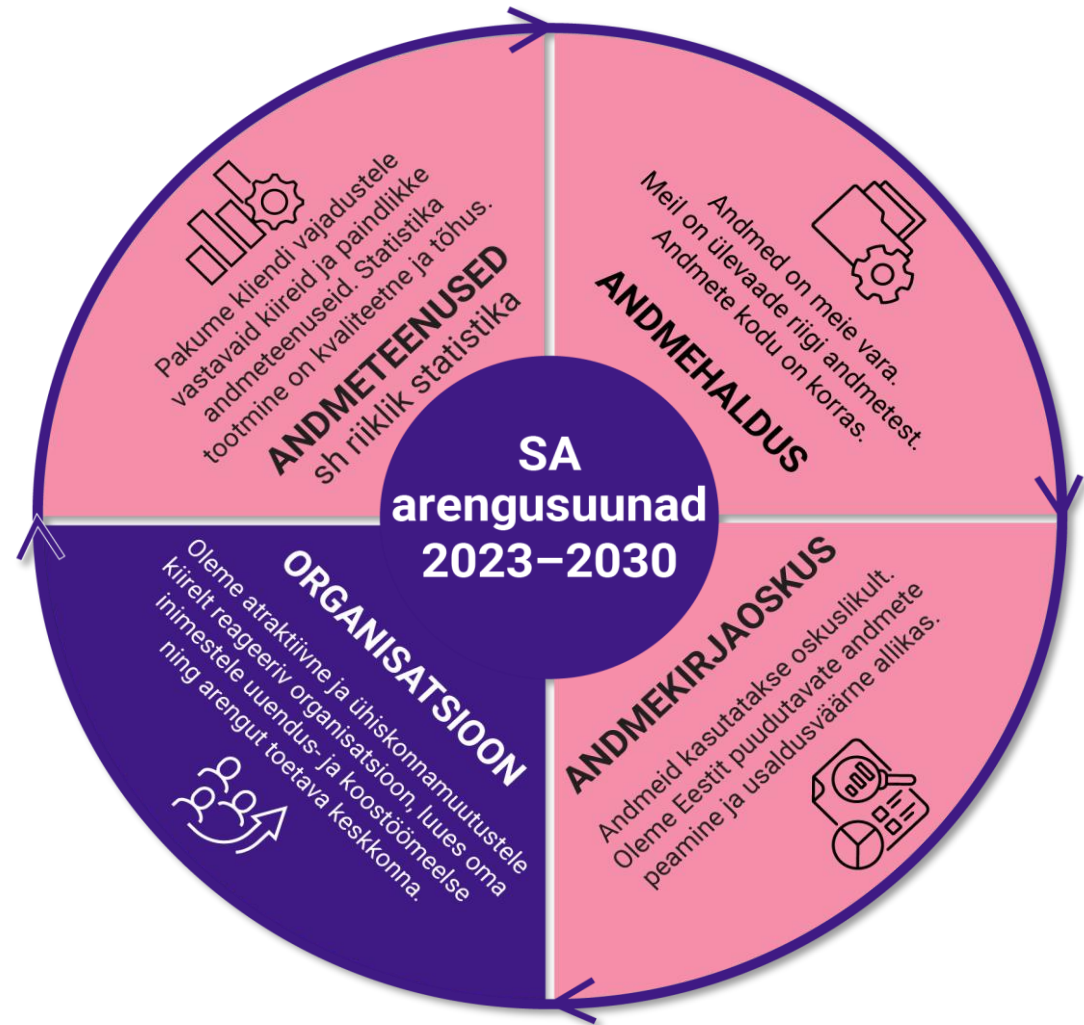 SA
arengusuunad
2023–2030
Pakume kliendi vajadustele
vastavaid kiireid ja paindlikke
andmeteenuseid. Statistika
tootmine on kvaliteetne ja tõhus.
ANDMETEENUSED
sh riiklik statistika
Andmed on meie vara.
Meil on ülevaade riigi andmetest.
Andmete kodu on korras.
ANDMEHALDUS
ANDMEKIRJAOSKUS
Andmeid kasutatakse oskuslikult.
Oleme Eestit puudutavate andmete
peamine ja usaldusväärne allikas.
ORGANISATSIOON
Oleme atraktiivne ja ühiskonnamuutustele
kiirelt reageeriv organisatsioon, luues oma
inimestele uuendus- ja koostöömeelse
ning arengut toetava keskkonna.